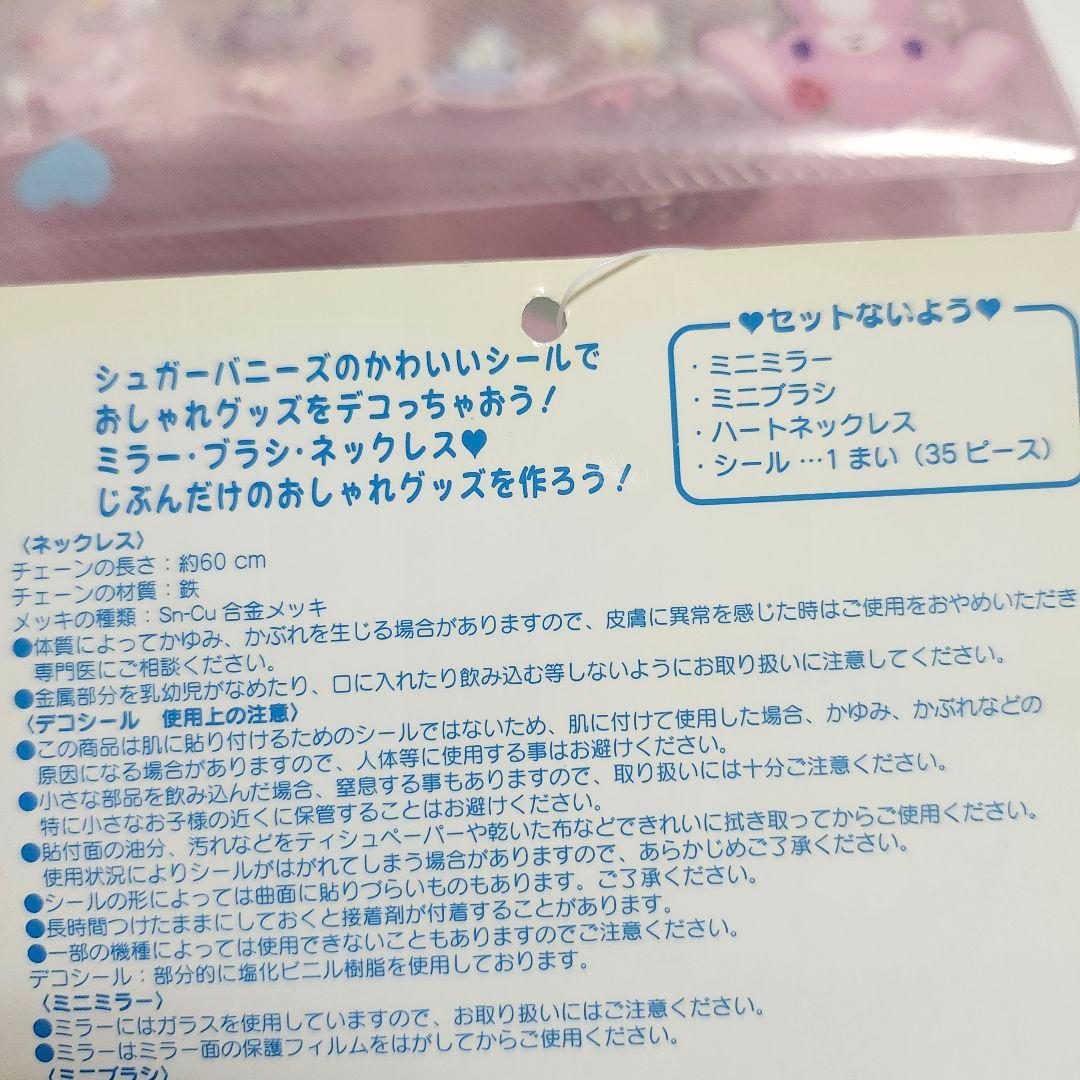 シュガーバニーズのかわいいシールで
おしゃれグッズをデコっちゃおう！
ミラー・ブラシ・ネックレス♥
じぶんだけのおしゃれグッズを作ろう！
♥セットないよう♥
・ミニミラー
・ミニブラシ
・ハートネックレス
・シール…1まい（35ピース）
〈ネックレス〉
チェーンの長さ：約60 cm
チェーンの材質：鉄
メッキの種類：Sn-Cu 合金メッキ
●体質によってかゆみ、かぶれを生じる場合がありますので、皮膚に異常を感じた時はご使用をおやめいただき
専門医にご相談ください。
●金属部分を乳幼児がなめたり、口に入れたり飲み込む等しないようにお取り扱いに注意してください。
〈デコシール　使用上の注意〉
●この商品は肌に貼り付けるためのシールではないため、肌に付けて使用した場合、かゆみ、かぶれなどの
原因になる場合がありますので、人体等に使用する事はお避けください。
●小さな部品を飲み込んだ場合、窒息する事もありますので、取り扱いには十分ご注意ください。
特に小さなお子様の近くに保管することはお避けください。
●貼付面の油分、汚れなどをティシュペーパーや乾いた布などできれいに拭き取ってからご使用ください。
使用状況によりシールがはがれてしまう場合がありますので、あらかじめご了承ください。
●シールの形によっては曲面に貼りづらいものもあります。ご了承ください。
●長時間つけたままにしておくと接着剤が付着することがあります。
●一部の機種によっては使用できないこともありますのでご注意ください。
デコシール：部分的に塩化ビニル樹脂を使用しております。
〈ミニミラー〉
●ミラーにはガラスを使用していますので、お取り扱いにはご注意ください。
●ミラーはミラー面の保護フィルムをはがしてからご使用ください。
〈ミニブラシ〉